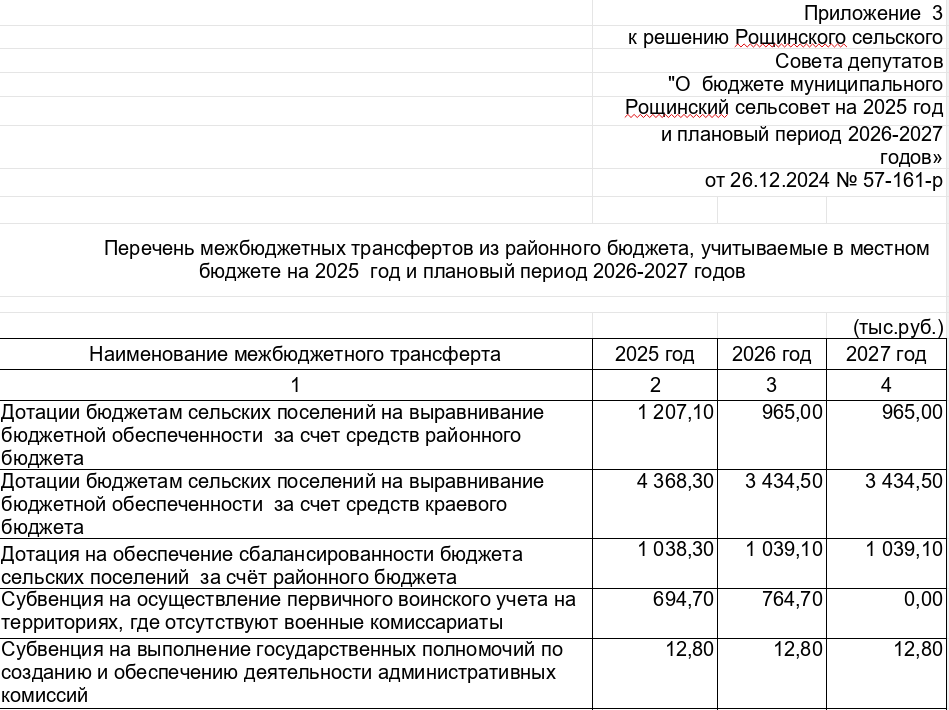 Приложение  3
к решению Рощинского сельского
Совета депутатов
"О  бюджете муниципального
Рощинский сельсовет на 2025 год
и плановый период 2026-2027
годов»
от 26.12.2024 № 57-161-р
Перечень межбюджетных трансфертов из районного бюджета, учитываемые в местном
бюджете на 2025  год и плановый период 2026-2027 годов
(тыс.руб.)
Наименование межбюджетного трансферта 2025 год 2026 год 2027 год
1 2 3 4
Дотации бюджетам сельских поселений на выравнивание 1 207,10 965,00 965,00
бюджетной обеспеченности  за счет средств районного
бюджета
Дотации бюджетам сельских поселений на выравнивание 4 368,30 3 434,50 3 434,50
бюджетной обеспеченности  за счет средств краевого
бюджета
Дотация на обеспечение сбалансированности бюджета 1 038,30 1 039,10 1 039,10
сельских поселений  за счёт районного бюджета
Субвенция на осуществление первичного воинского учета на 694,70 764,70 0,00
территориях, где отсутствуют военные комиссариаты
Субвенция на выполнение государственных полномочий по 12,80 12,80 12,80
созданию и обеспечению деятельности административных
комиссий